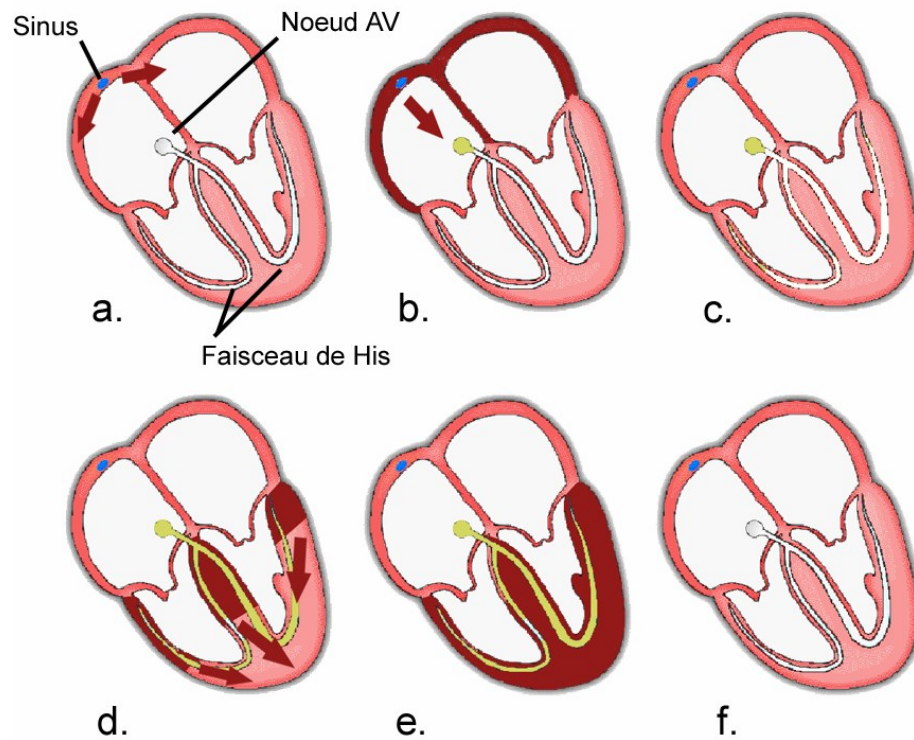 Sinus
Noeud AV
a.
b.
c.
Faisceau de His
d.
e.
f.